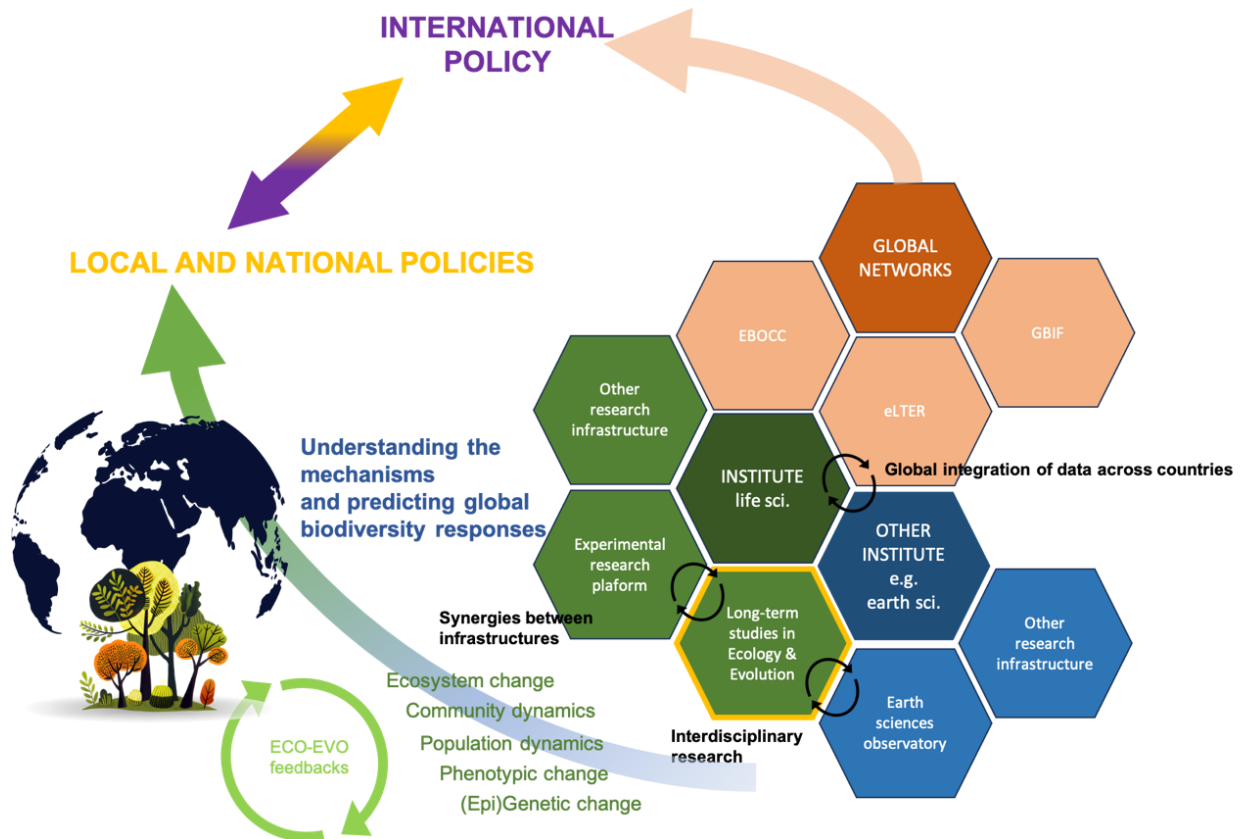 INTERNATIONAL
POLICY
LOCAL AND NATIONAL POLICIES
GLOBAL
NETWORKS
EBOCC
GBIF
Other
research
infrastructure
eLTER
Understanding the
mechanisms
and predicting global
biodiversity responses
INSTITUTE
life sci.
Global integration of data across countries
Experimental
research
plaform
OTHER
INSTITUTE
e.g.
earth sci.
Synergies between
infrastructures
Long-term
studies in
Ecology &
Evolution
Other
research
infrastructure
Ecosystem change
Community dynamics
Population dynamics
Phenotypic change
(Epi)Genetic change
Interdisciplinary
research
Earth
sciences
observatory
ECO-EVO
feedbacks